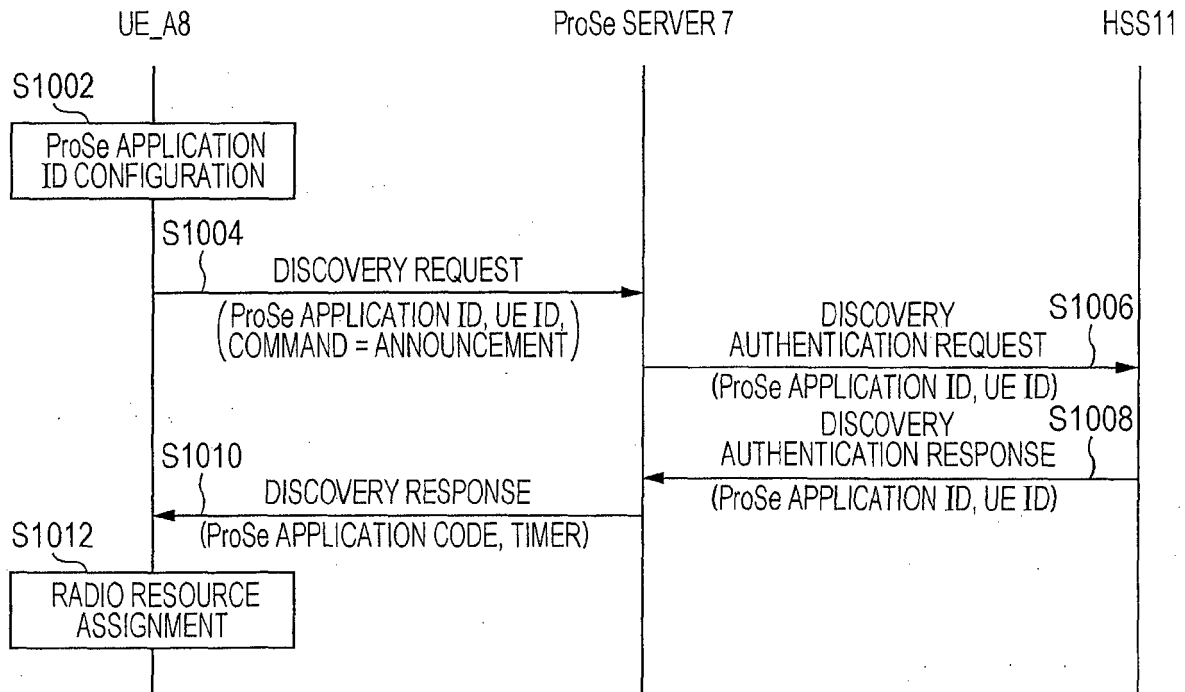 UE_A8
ProSe SERVER 7
HSS11
S1002
ProSe APPLICATION
ID CONFIGURATION
S1004
DISCOVERY REQUEST
(ProSe APPLICATION ID, UE ID,
COMMAND = ANNOUNCEMENT)
S1006
DISCOVERY
AUTHENTICATION REQUEST
(ProSe APPLICATION ID, UE ID)
S1008
DISCOVERY
AUTHENTICATION RESPONSE
(ProSe APPLICATION ID, UE ID)
S1010
DISCOVERY RESPONSE
(ProSe APPLICATION CODE, TIMER)
S1012
RADIO RESOURCE
ASSIGNMENT